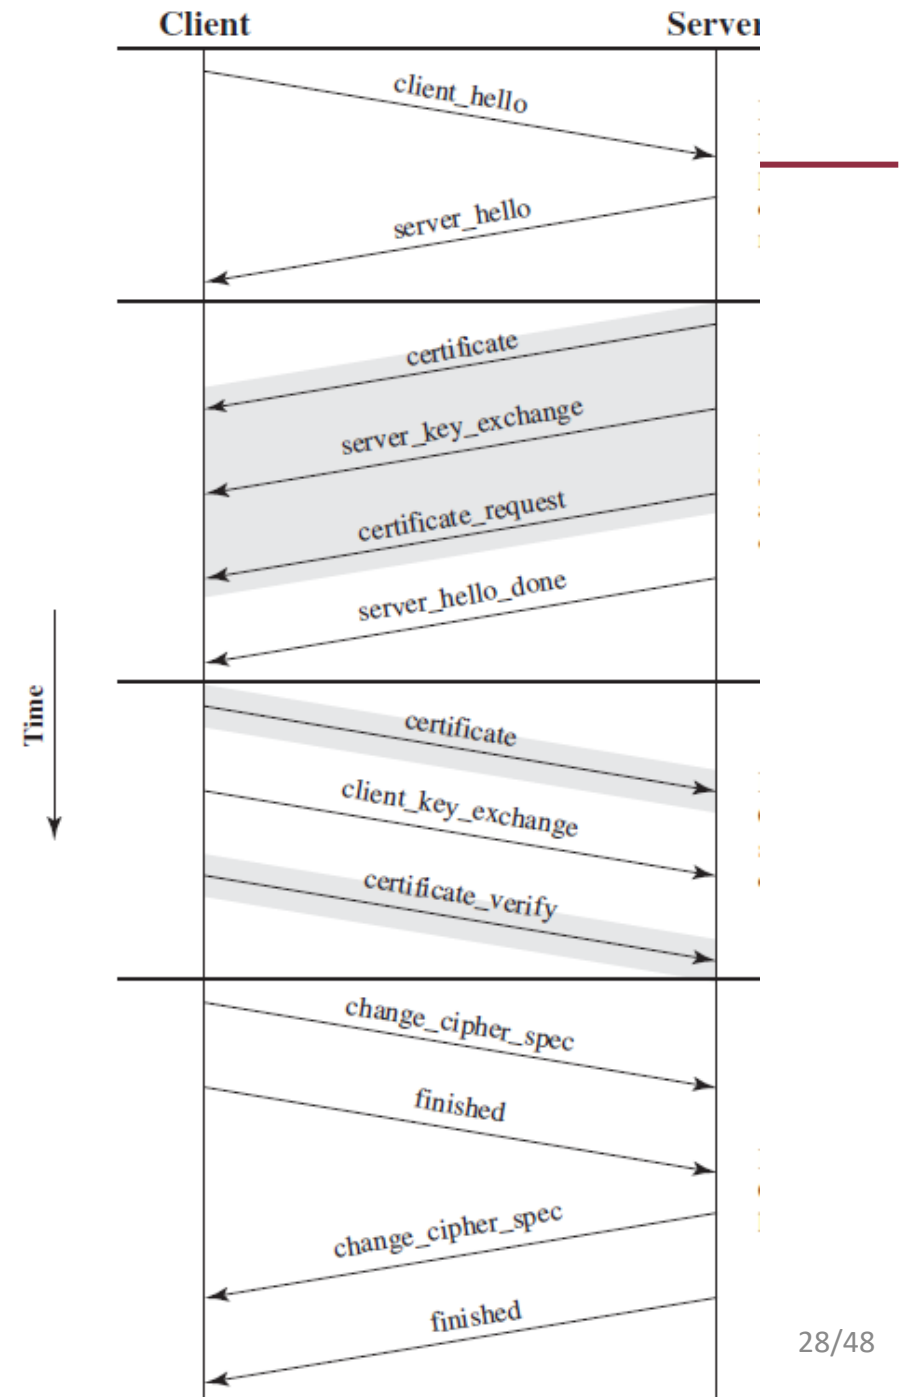 Client
Server
client_hello
server_hello
certificate
server_key_exchange
certificate_request
server_hello_done
Time
certificate
client_key_exchange
certificate_verify
change_cipher_spec
finished
change_cipher_spec
finished
28/48